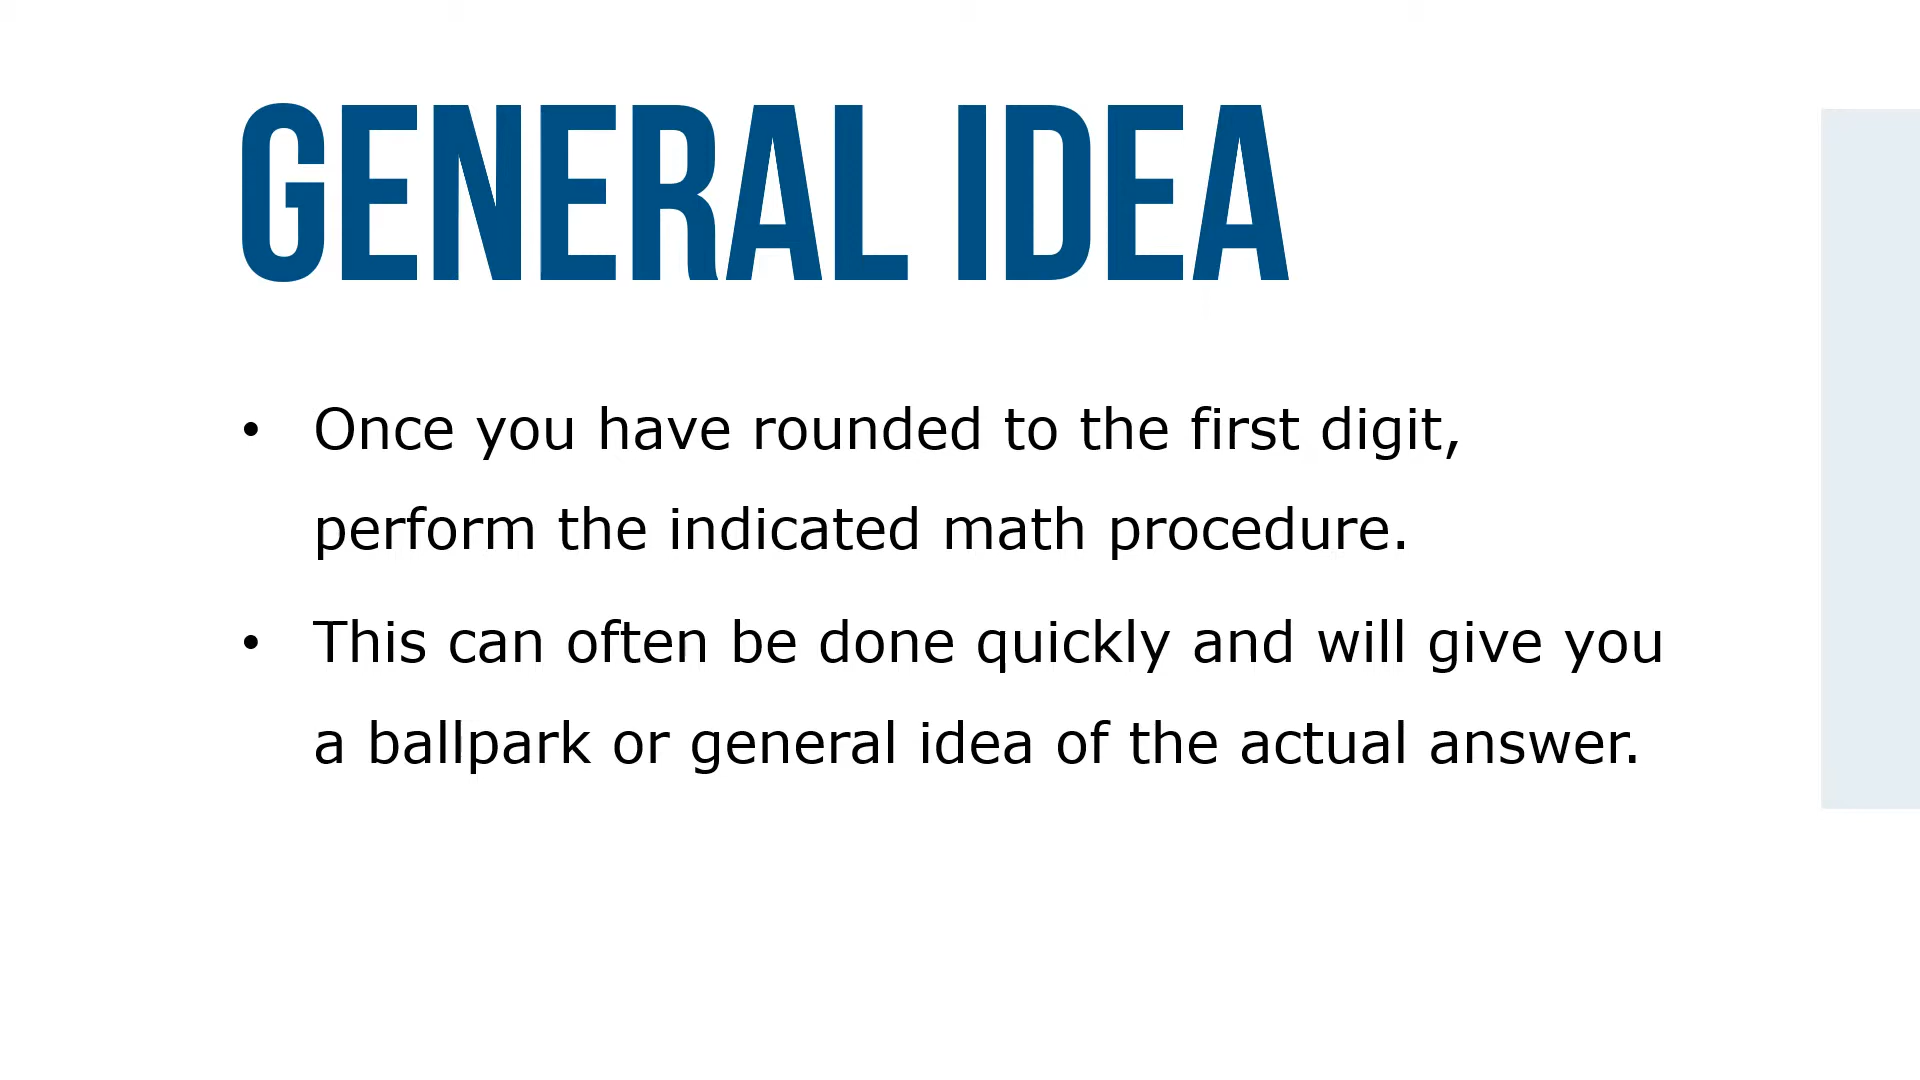 GENERAL IDEA
• Once you have rounded to the first digit,
perform the indicated math procedure.
• This can often be done quickly and will give you
a ballpark or general idea of the actual answer.